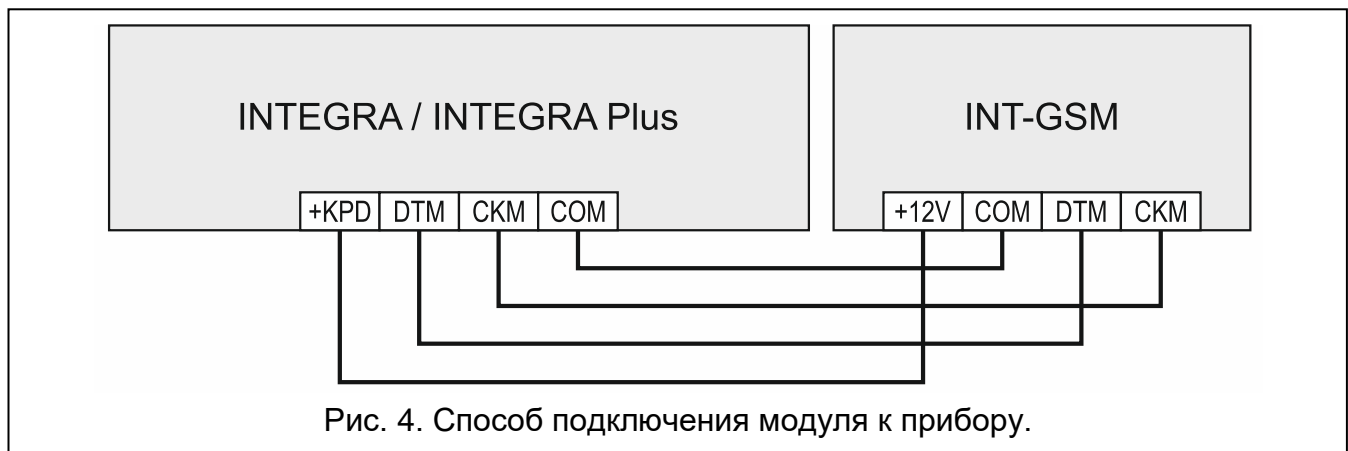 INTEGRA / INTEGRA Plus
INT-GSM
+KPD DTM CKM COM
+12V COM DTM CKM
Рис. 4. Способ подключения модуля к прибору.